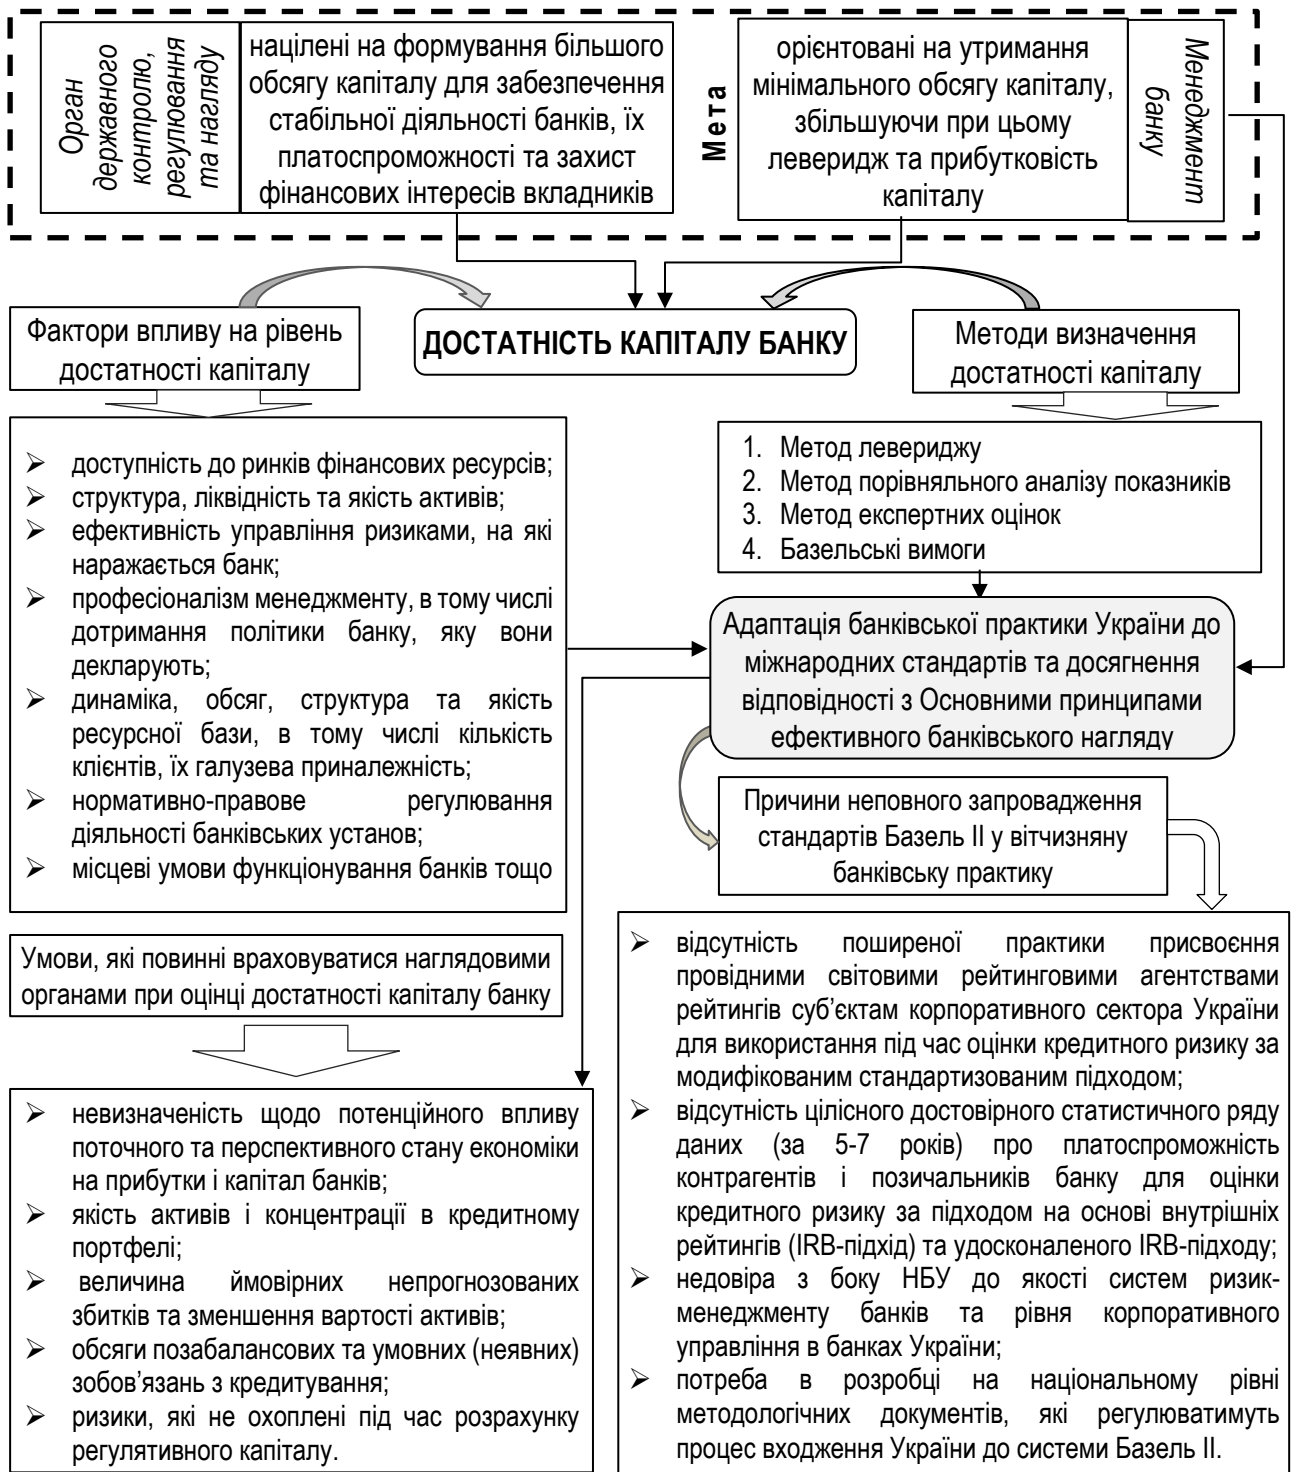 Орган
державного
контролю,
регулювання
та нагляду
націлені на формування більшого
обсягу капіталу для забезпечення
стабільної діяльності банків, їх
платоспроможності та захист
фінансових інтересів вкладників
Мета
орієнтовані на утримання
мінімального обсягу капіталу,
збільшуючи при цьому
леверидж та прибутковість
капіталу
Менеджмент
банку
Фактори впливу на рівень
достатності капіталу
ДОСТАТНІСТЬ КАПІТАЛУ БАНКУ
Методи визначення
достатності капіталу
➢ доступність до ринків фінансових ресурсів;
➢ структура, ліквідність та якість активів;
➢ ефективність управління ризиками, на які
наражається банк;
➢ професіоналізм менеджменту, в тому числі
дотримання політики банку, яку вони
декларують;
➢ динаміка, обсяг, структура та якість
ресурсної бази, в тому числі кількість
клієнтів, їх галузева приналежність;
➢ нормативно-правове регулювання
діяльності банківських установ;
➢ місцеві умови функціонування банків тощо
1. Метод левериджу
2. Метод порівняльного аналізу показників
3. Метод експертних оцінок
4. Базельські вимоги
Адаптація банківської практики України до
міжнародних стандартів та досягнення
відповідності з Основними принципами
ефективного банківського нагляду
Причини неповного запровадження
стандартів Базель ІІ у вітчизняну
банківську практику
Умови, які повинні враховуватися наглядовими
органами при оцінці достатності капіталу банку
➢ невизначеність щодо потенційного впливу
поточного та перспективного стану економіки
на прибутки і капітал банків;
➢ якість активів і концентрації в кредитному
портфелі;
➢ величина ймовірних непрогнозованих
збитків та зменшення вартості активів;
➢ обсяги позабалансових та умовних (неявних)
зобов’язань з кредитування;
➢ ризики, які не охоплені під час розрахунку
регулятивного капіталу.
➢ відсутність поширеної практики присвоєння
провідними світовими рейтинговими агентствами
рейтингів суб’єктам корпоративного сектора України
для використання під час оцінки кредитного ризику за
модифікованим стандартизованим підходом;
➢ відсутність цілісного достовірного статистичного ряду
даних (за 5-7 років) про платоспроможність
контрагентів і позичальників банку для оцінки
кредитного ризику за підходом на основі внутрішніх
рейтингів (IRB-підхід) та удосконаленого IRB-підходу;
➢ недовіра з боку НБУ до якості систем ризик-
менеджменту банків та рівня корпоративного
управління в банках України;
➢ потреба в розробці на національному рівні
методологічних документів, які регулюватимуть
процес входження України до системи Базель ІІ.